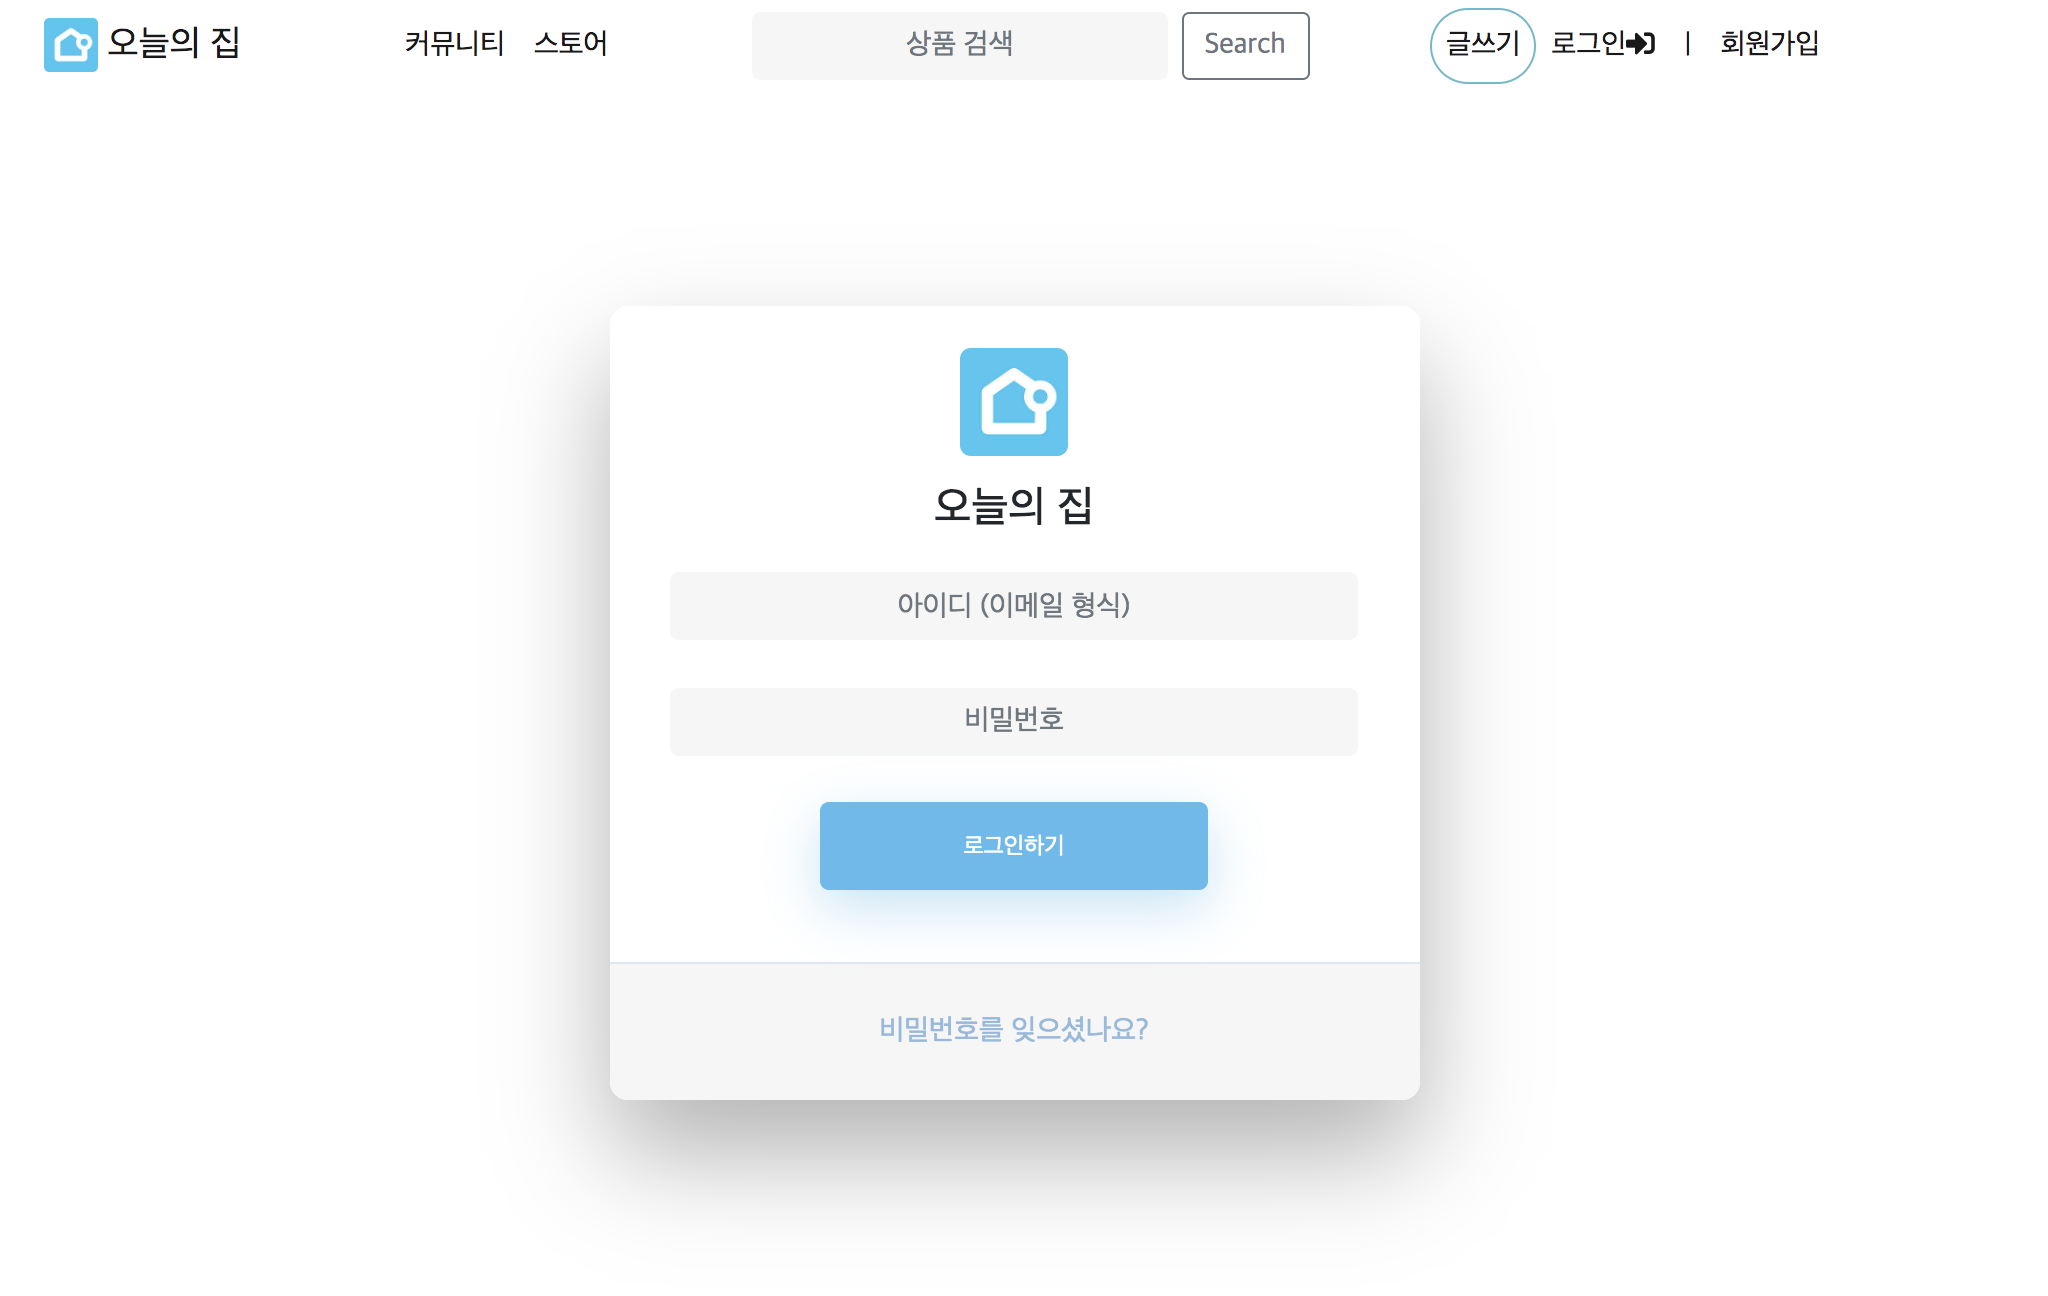 오늘의 집 커뮤니티 스토어 상품 검색 Search 글쓰기 로그인 | 회원가입
오늘의 집
아이디 (이메일 형식)
비밀번호
로그인하기
비밀번호를 잊으셨나요?